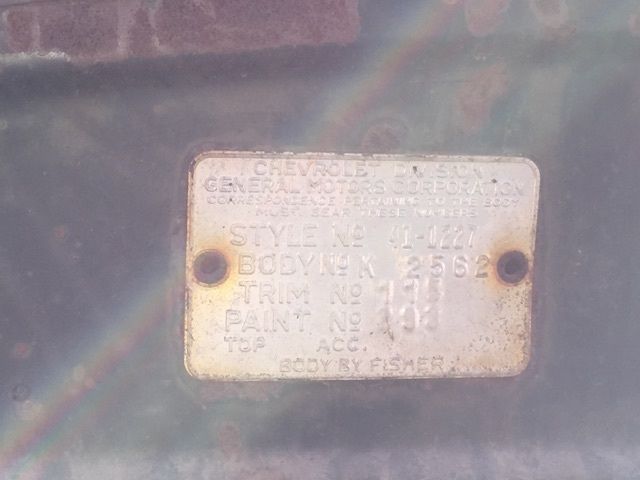 CHEVROLET DIVISION
GENERAL MOTORS CORPORATION
CORRESPONDENCE PERTAINING TO THE BODY
MUST BEAR THESE NUMBERS
STYLE Nº 41-1227
BODY Nº K 2562
TRIM Nº
PAINT Nº
TOP ACC.
BODY BY FISHER